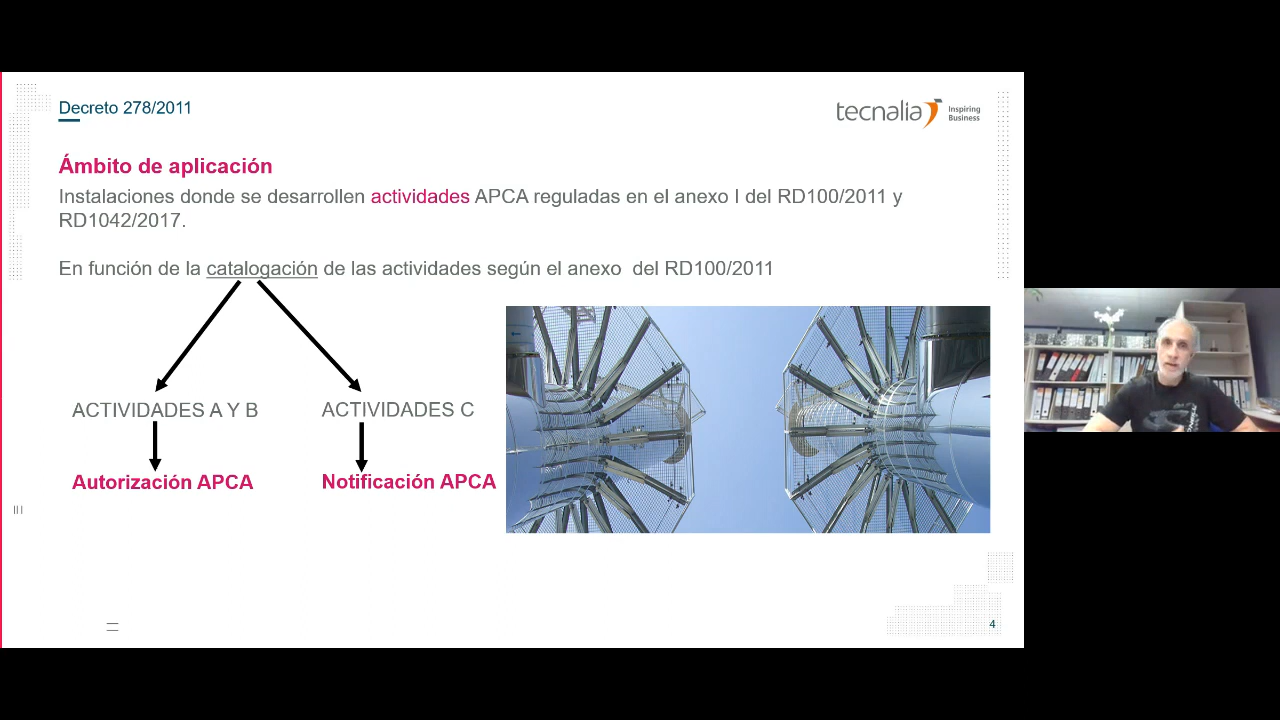 Decreto 278/2011
tecnalia Inspiring
Business
Ámbito de aplicación
Instalaciones donde se desarrollen actividades APCA reguladas en el anexo I del RD100/2011 y
RD1042/2017.
En función de la catalogación de las actividades según el anexo  del RD100/2011
ACTIVIDADES A Y B
ACTIVIDADES C
Autorización APCA
Notificación APCA
4